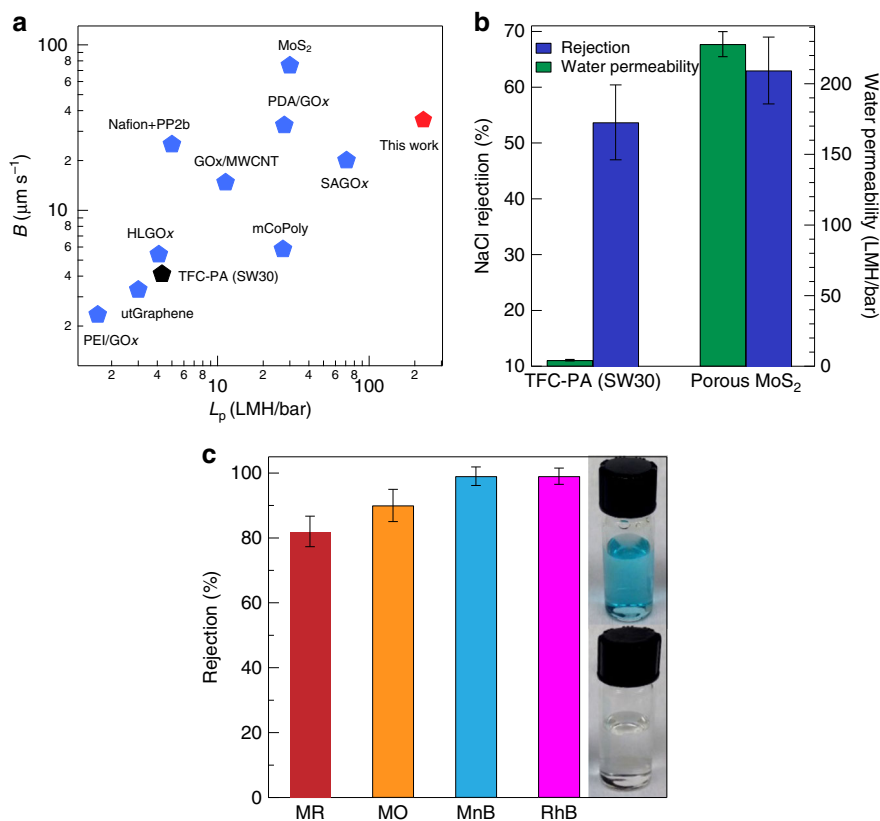 a
100
8
6
4
2
10
8
6
4
2
B (μm s⁻¹)
MoS₂
PDA/GOx
Nafion+PP2b
This work
GOx/MWCNT
SAGOx
HLGOx
mCoPoly
TFC-PA (SW30)
utGraphene
PEI/GOx
2 4 6 8 10 2 4 6 8 100 2
Lₚ (LMH/bar)
b
70
60
50
40
30
20
10
NaCl rejectiion (%)
Rejection
Water permeability
200
150
100
50
0
Water permeability
(LMH/bar)
TFC-PA (SW30) Porous MoS₂
c
100
80
60
40
20
0
Rejection (%)
MR MO MnB RhB